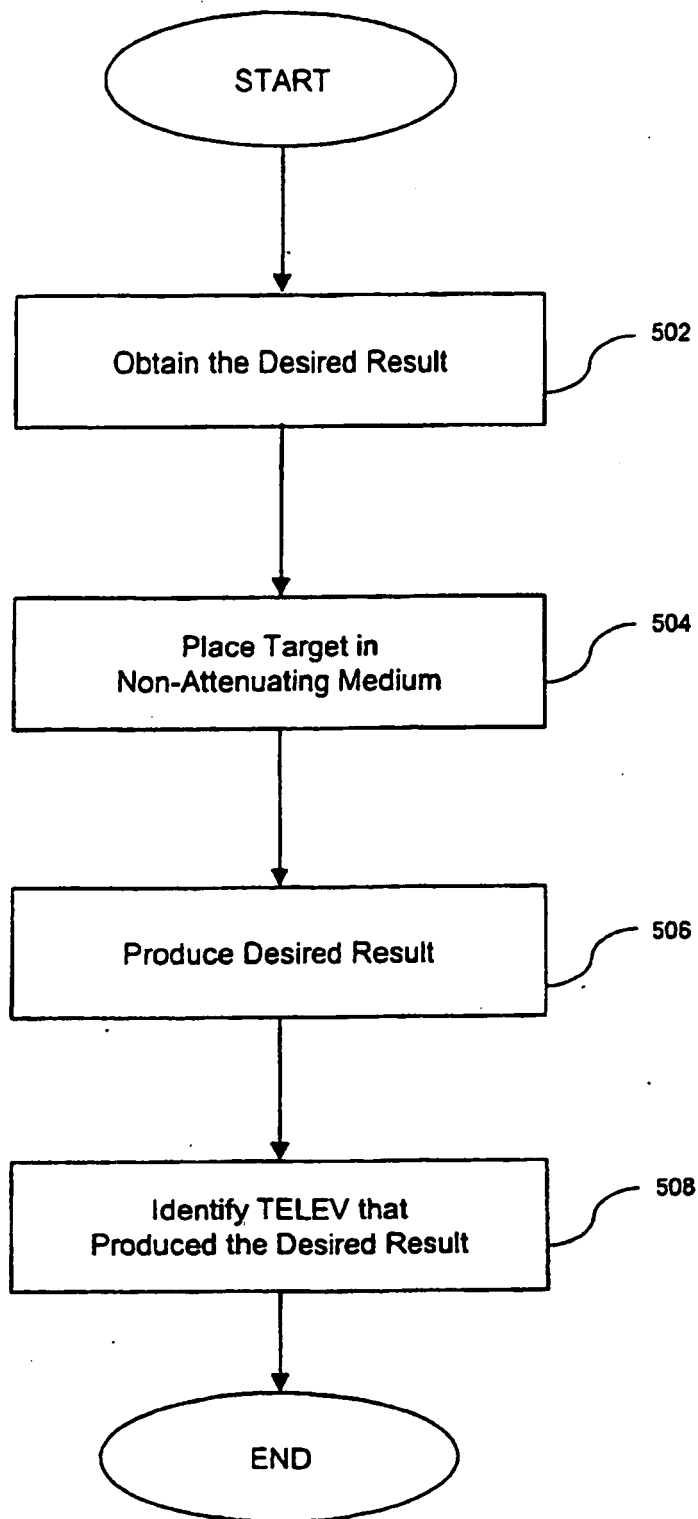 START
Obtain the Desired Result
502
Place Target in
Non-Attenuating Medium
504
Produce Desired Result
506
Identify TELEV that
Produced the Desired Result
508
END